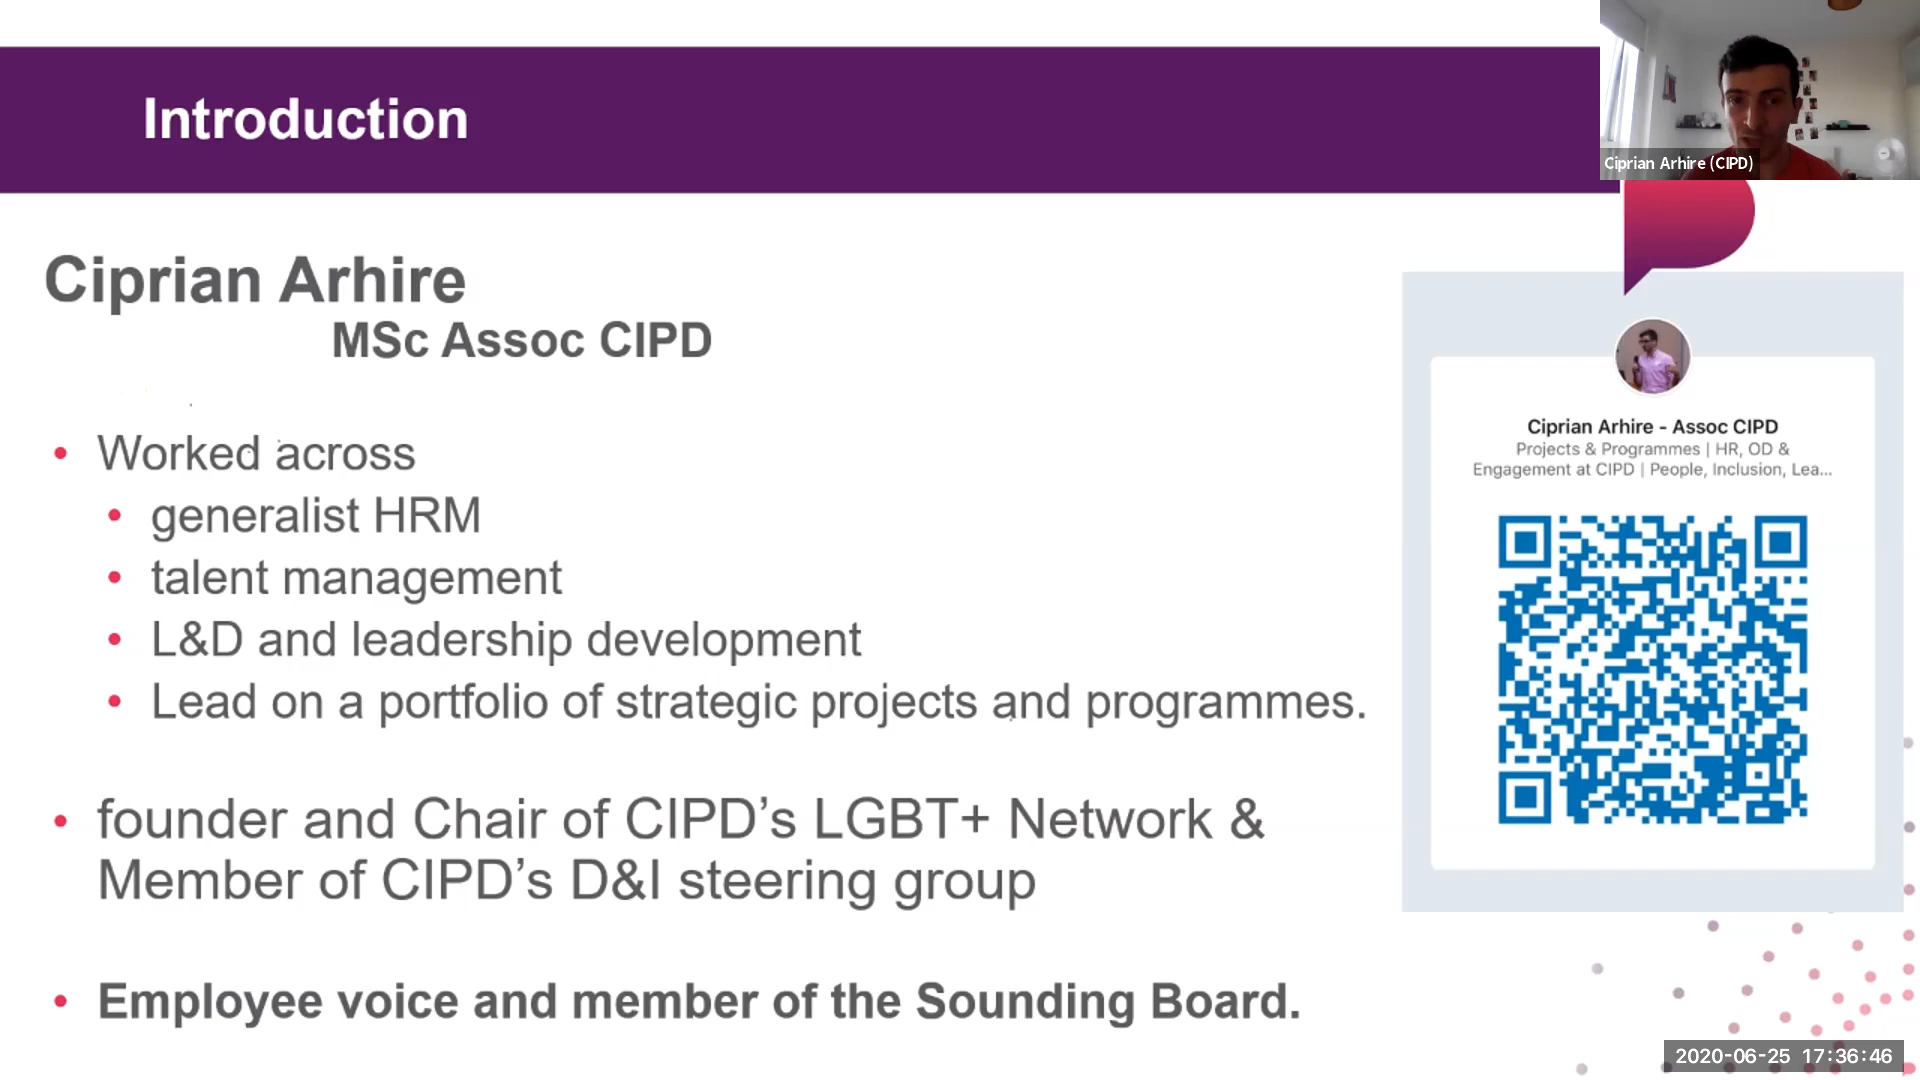 Introduction
Ciprian Arhire (CIPD)
Ciprian Arhire
MSc Assoc CIPD
• Worked across
• generalist HRM
• talent management
• L&D and leadership development
• Lead on a portfolio of strategic projects and programmes.
• founder and Chair of CIPD’s LGBT+ Network &
Member of CIPD’s D&I steering group
• Employee voice and member of the Sounding Board.
Ciprian Arhire - Assoc CIPD
Projects & Programmes | HR, OD &
Engagement at CIPD | People, Inclusion, Lea...
2020-06-25 17:36:46